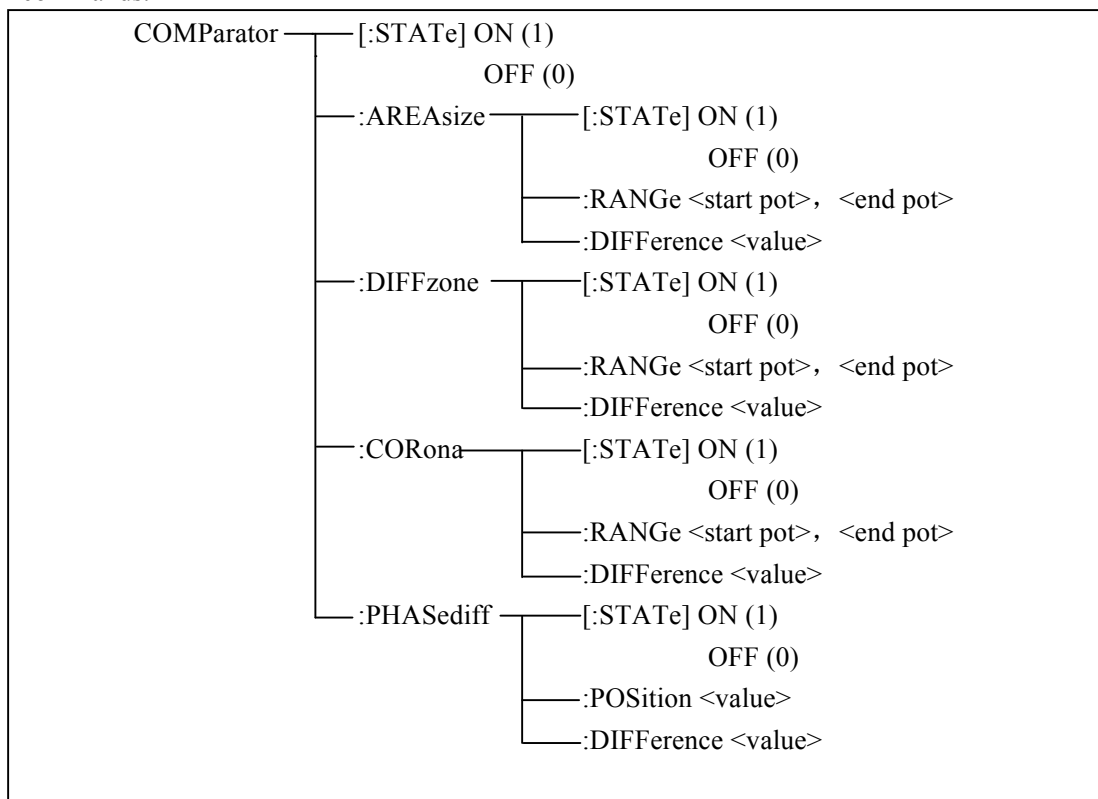 COMParator [:STATe] ON (1)
OFF (0)
:AREAsize [:STATe] ON (1)
OFF (0)
:RANGe <start pot>，<end pot>
:DIFFerence <value>
:DIFFzone [:STATe] ON (1)
OFF (0)
:RANGe <start pot>，<end pot>
:DIFFerence <value>
:CORona [:STATe] ON (1)
OFF (0)
:RANGe <start pot>，<end pot>
:DIFFerence <value>
:PHASediff [:STATe] ON (1)
OFF (0)
:POSition <value>
:DIFFerence <value>